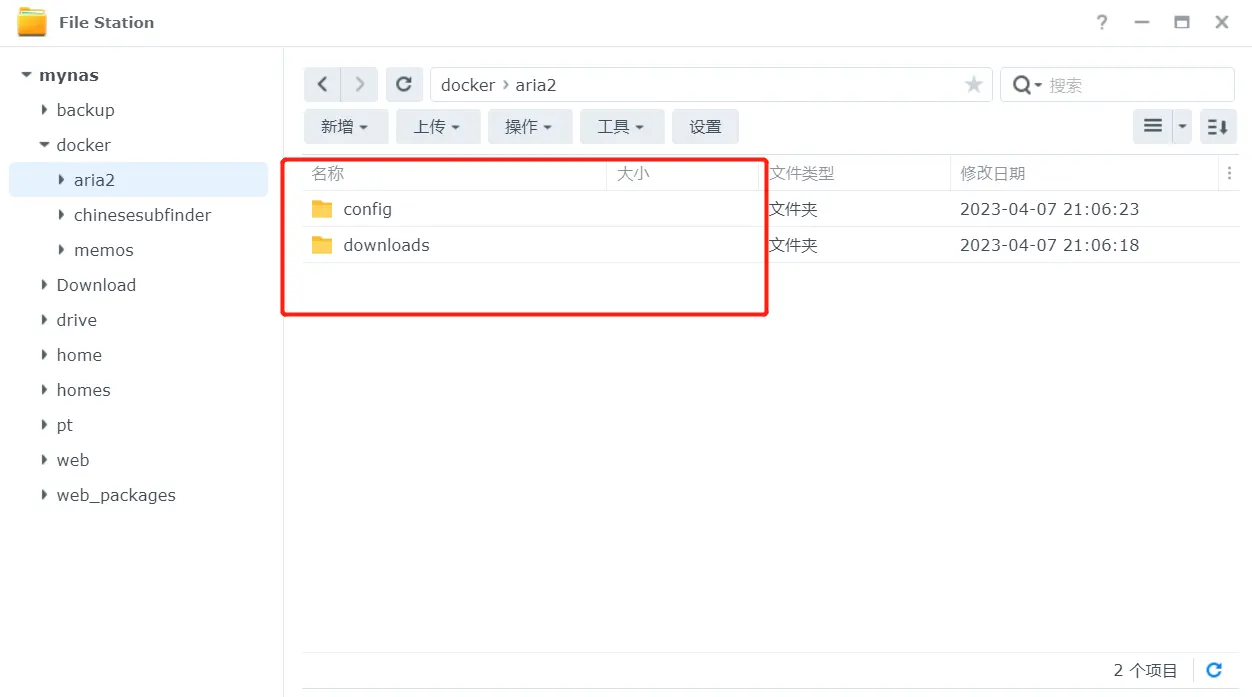 File Station
mynas
backup
docker
aria2
chinesesubfinder
memos
Download
drive
home
homes
pt
web
web_packages
docker › aria2
搜索
新增 上传 操作 工具 设置
名称 大小 文件类型 修改日期
config 文件夹 2023-04-07 21:06:23
downloads 文件夹 2023-04-07 21:06:18
2 个项目